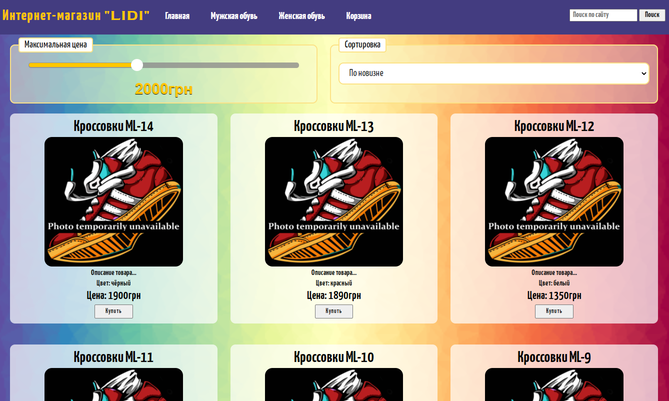 Интернет-магазин "LIDI" Главная Мужская обувь Женская обувь Корзина Поиск по сайту Поиск
Максимальная цена Сортировка
По новизне
2000грн
Кроссовки ML-14 Кроссовки ML-13 Кроссовки ML-12
Photo temporarily unavailable Photo temporarily unavailable Photo temporarily unavailable
Описание товара... Описание товара... Описание товара...
Цвет: чёрный Цвет: красный Цвет: белый
Цена: 1900грн Цена: 1890грн Цена: 1350грн
Купить Купить Купить
Кроссовки ML-11 Кроссовки ML-10 Кроссовки ML-9